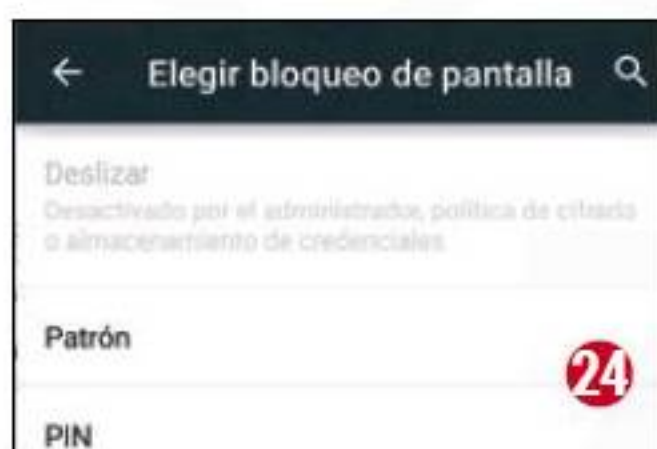 Elegir bloqueo de pantalla
Deslizar
Desactivado por el administrador, política de cifrado
o almacenamiento de credenciales
Patrón
24
PIN